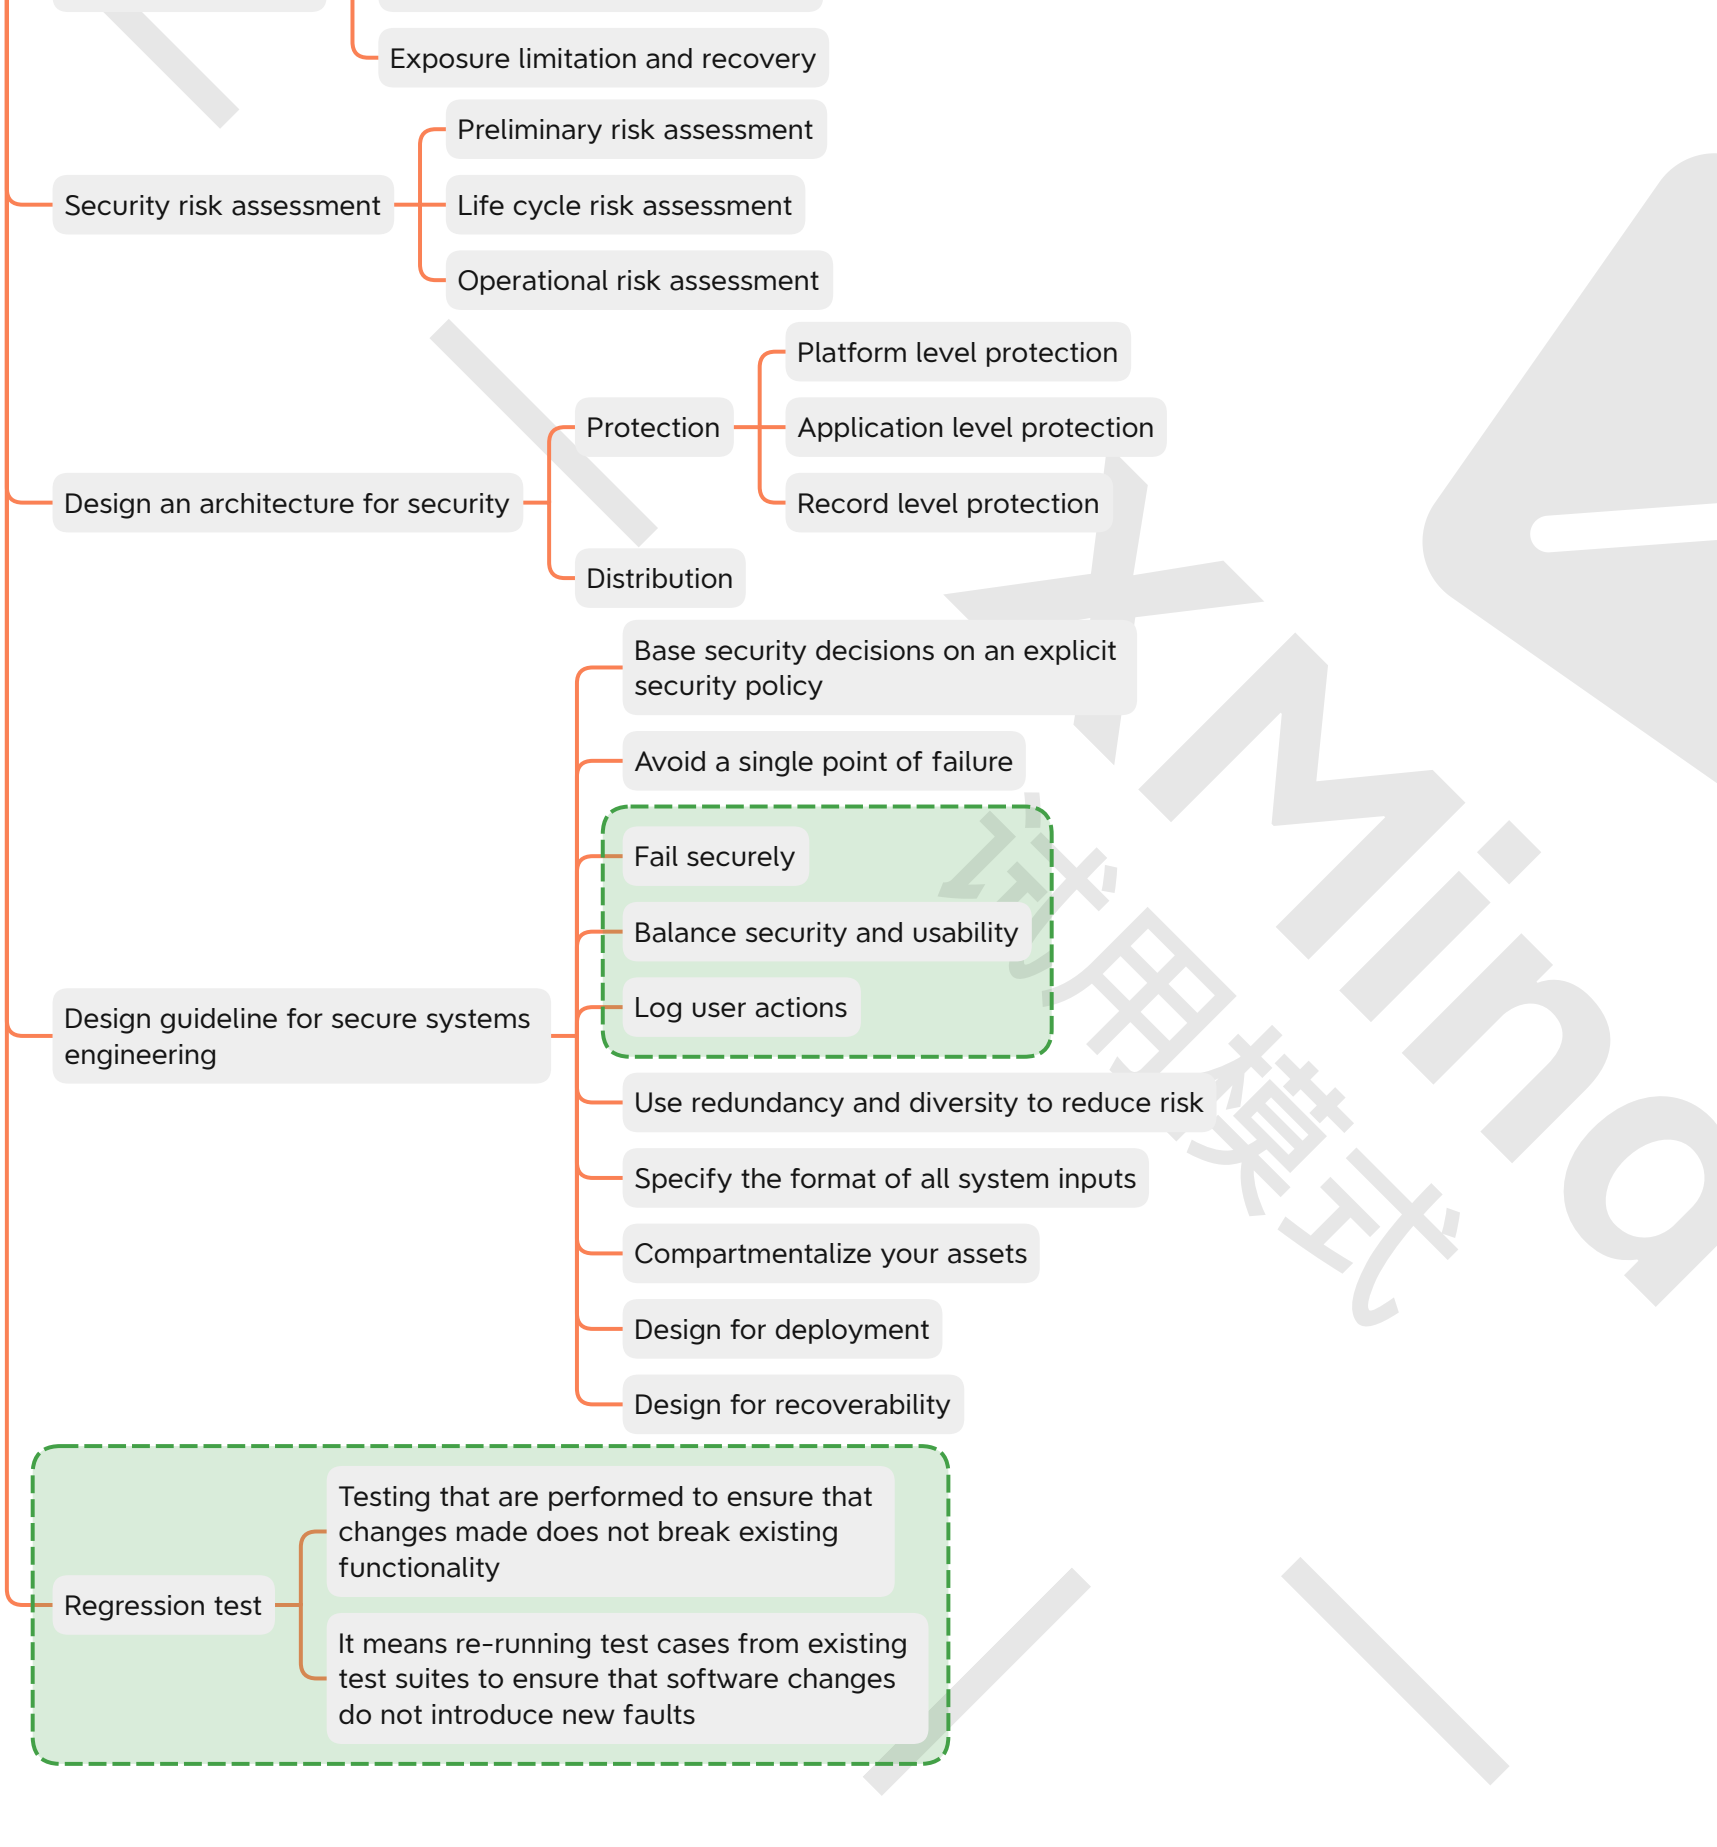 Exposure limitation and recovery
Security risk assessment
Preliminary risk assessment
Life cycle risk assessment
Operational risk assessment
Design an architecture for security
Protection
Platform level protection
Application level protection
Record level protection
Distribution
Design guideline for secure systems
engineering
Base security decisions on an explicit
security policy
Avoid a single point of failure
Fail securely
Balance security and usability
Log user actions
Use redundancy and diversity to reduce risk
Specify the format of all system inputs
Compartmentalize your assets
Design for deployment
Design for recoverability
Regression test
Testing that are performed to ensure that
changes made does not break existing
functionality
It means re-running test cases from existing
test suites to ensure that software changes
do not introduce new faults
XMind
试用模式